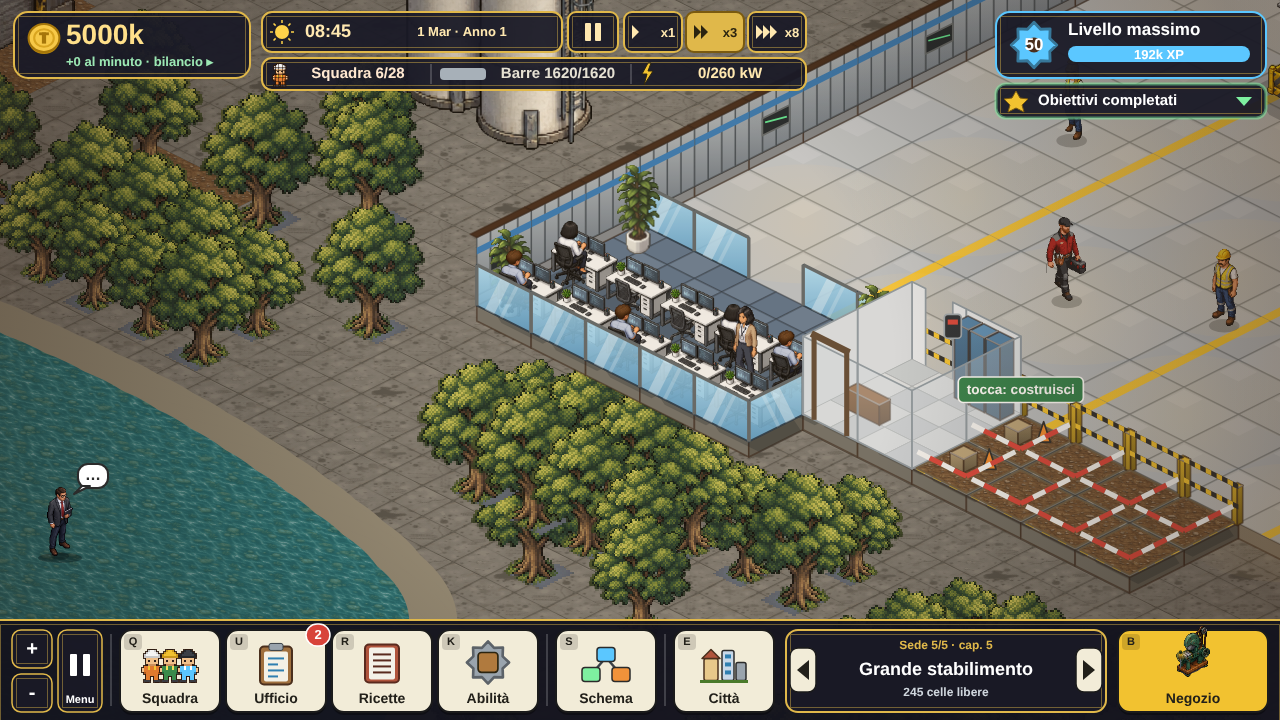 5000k
+0 al minuto · bilancio ▸
08:45
1 Mar · Anno 1
x1
x3
x8
Squadra 6/28
Barre 1620/1620
0/260 kW
50
Livello massimo
192k XP
Obiettivi completati
tocca: costruisci
...
+
-
Menu
Q
Squadra
U
2
Ufficio
R
Ricette
K
Abilità
S
Schema
E
Città
Sede 5/5 · cap. 5
Grande stabilimento
245 celle libere
B
Negozio